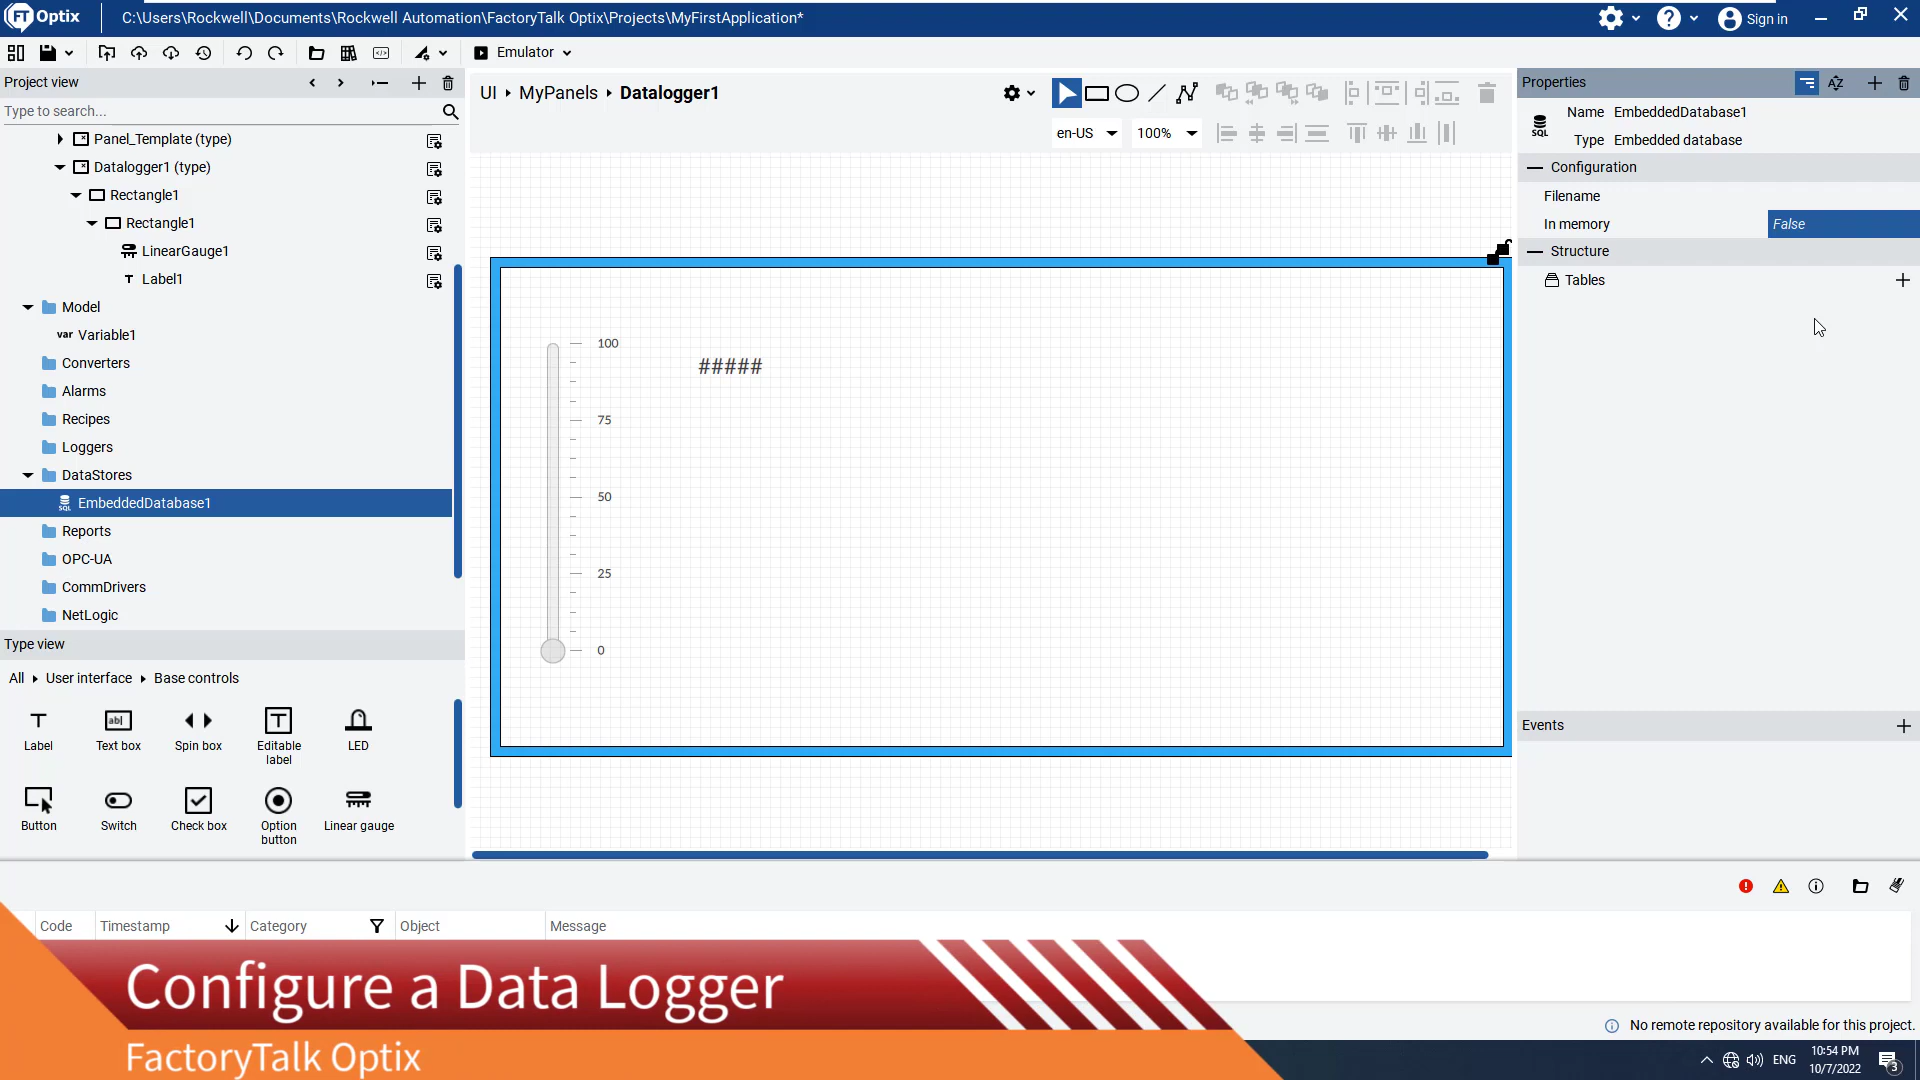 FT Optix
C:\Users\Rockwell\Documents\Rockwell Automation\FactoryTalk Optix\Projects\MyFirstApplication*
Sign in
Emulator
Project view
Type to search...
Panel_Template (type)
Datalogger1 (type)
Rectangle1
Rectangle1
LinearGauge1
Label1
Model
var Variable1
Converters
Alarms
Recipes
Loggers
DataStores
SQL EmbeddedDatabase1
Reports
OPC-UA
CommDrivers
NetLogic
Type view
All User interface Base controls
Label
Text box
Spin box
Editable label
LED
Button
Switch
Check box
Option button
Linear gauge
UI MyPanels Datalogger1
en-US
100%
100
75
50
25
0
#####
Properties
SQL
Name EmbeddedDatabase1
Type Embedded database
Configuration
Filename
In memory False
Structure
Tables
Events
Code Timestamp Category Object Message
Configure a Data Logger
FactoryTalk Optix
No remote repository available for this project.
ENG
10:54 PM
10/7/2022
3